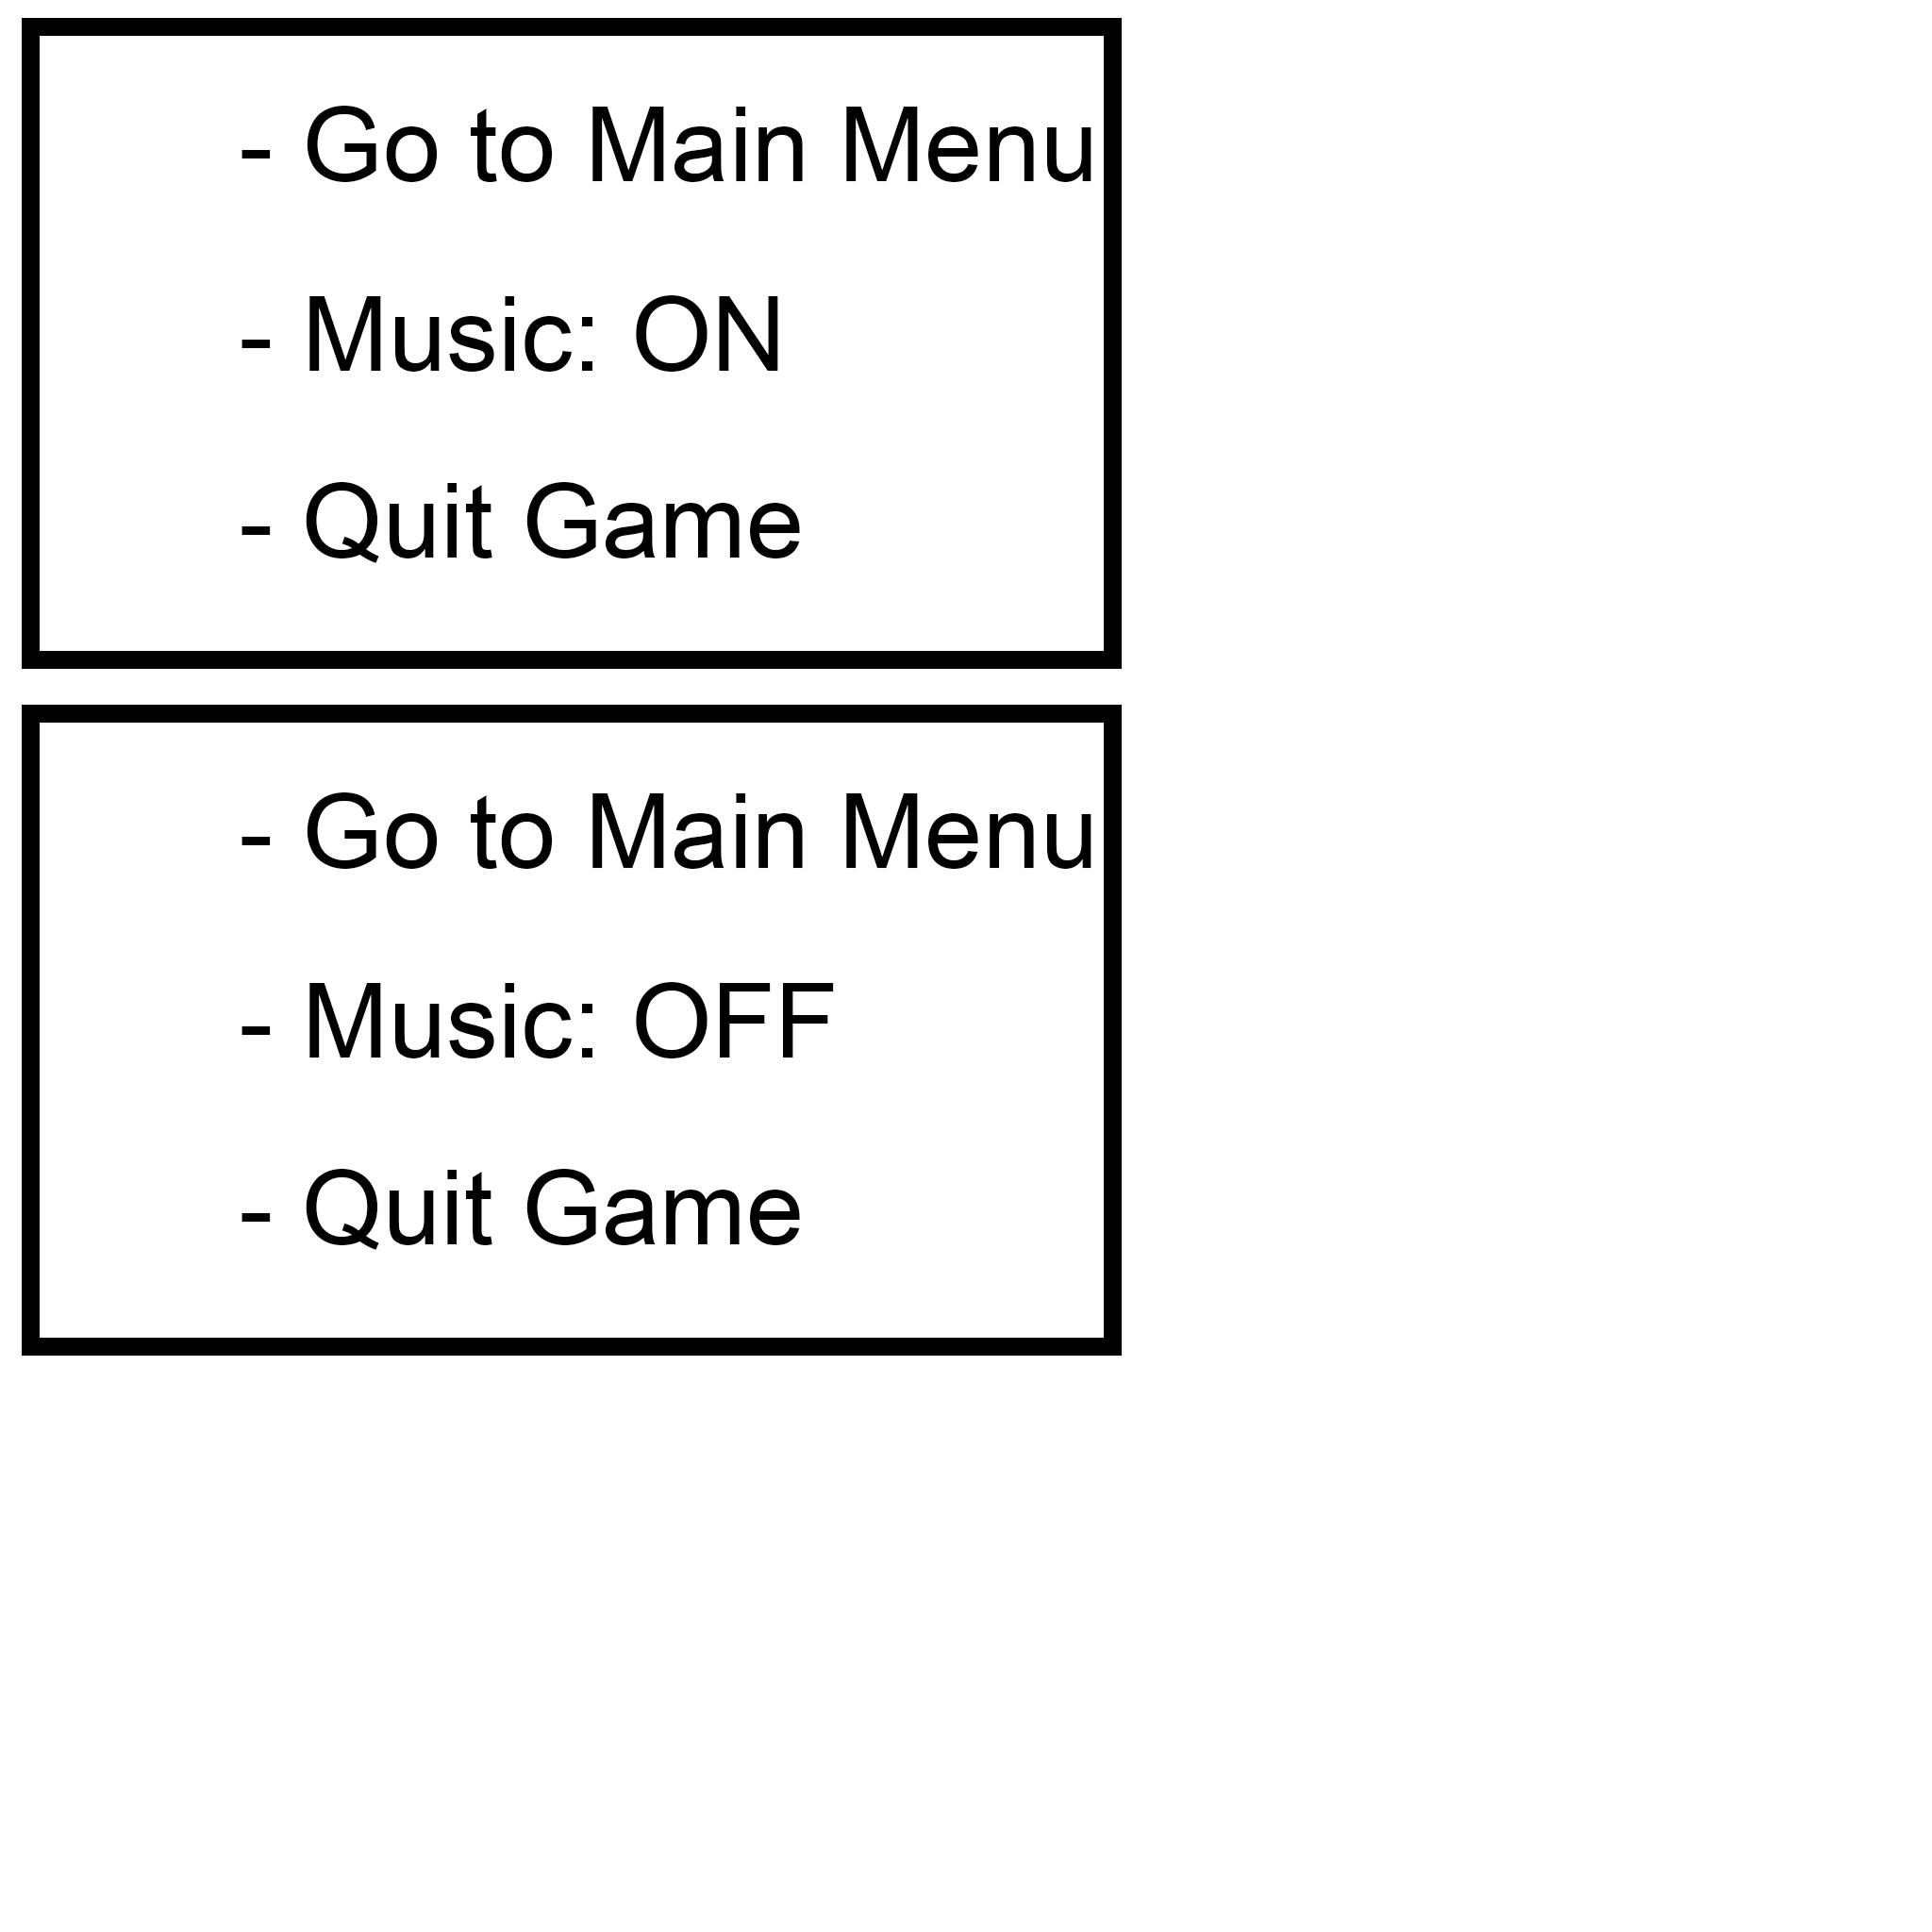 - Go to Main Menu
- Music: ON
- Quit Game
- Go to Main Menu
- Music: OFF
- Quit Game